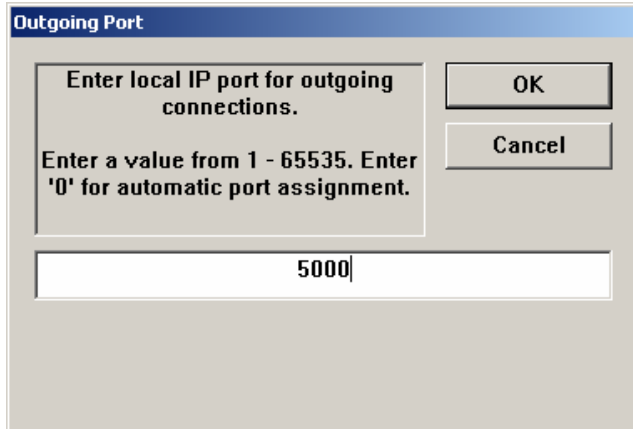 Outgoing Port
Enter local IP port for outgoing
connections.
Enter a value from 1 - 65535. Enter
'0' for automatic port assignment.
OK
Cancel
5000